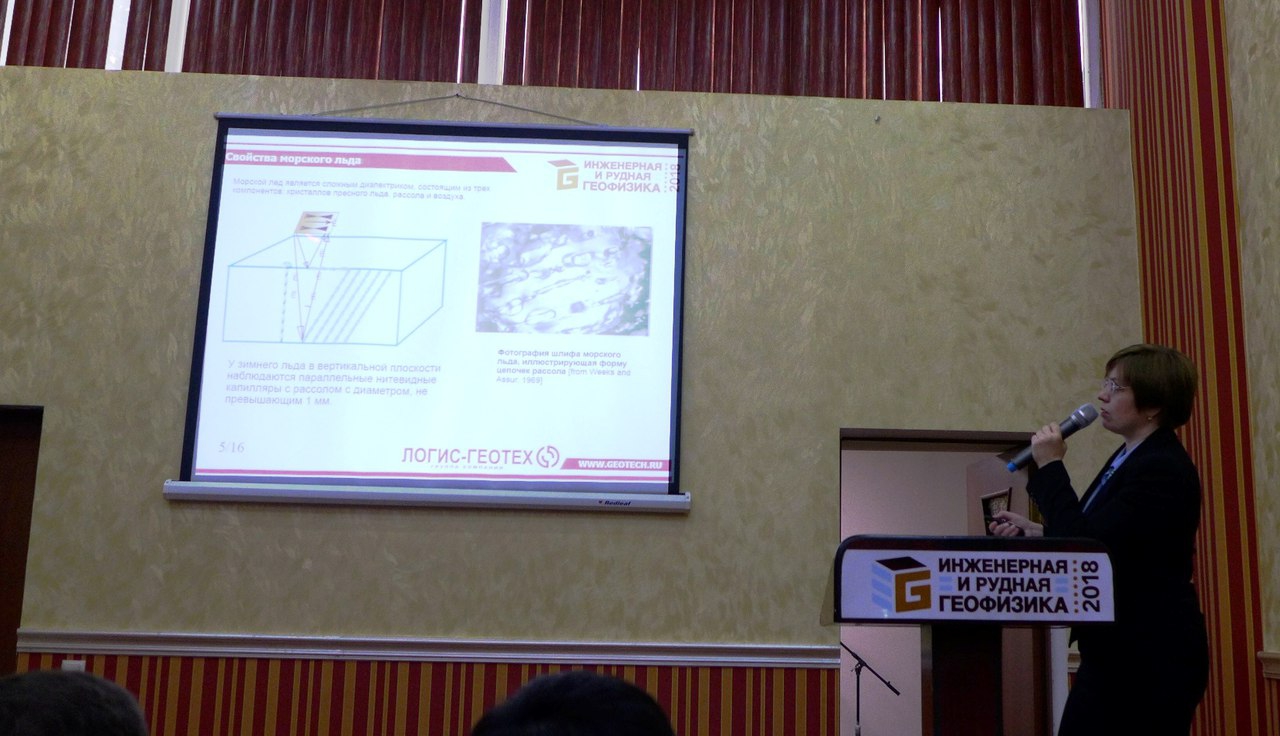 Свойства морского льда
ИНЖЕНЕРНАЯ
И РУДНАЯ
ГЕОФИЗИКА
2018
Морской лед является сложным диэлектриком, состоящим из трех
компонентов: кристаллов пресного льда, рассола и воздуха.
У зимнего льда в вертикальной плоскости
наблюдаются параллельные нитевидные
капилляры с рассолом с диаметром, не
превышающим 1 мм.
Фотография шлифа морского
льда, иллюстрирующая форму
цепочек рассола [from Weeks and
Assur, 1969]
5/16
ЛОГИС-ГЕОТЕХ
группа компаний
WWW.GEOTECH.RU
Redleaf
ИНЖЕНЕРНАЯ
И РУДНАЯ
ГЕОФИЗИКА
2018